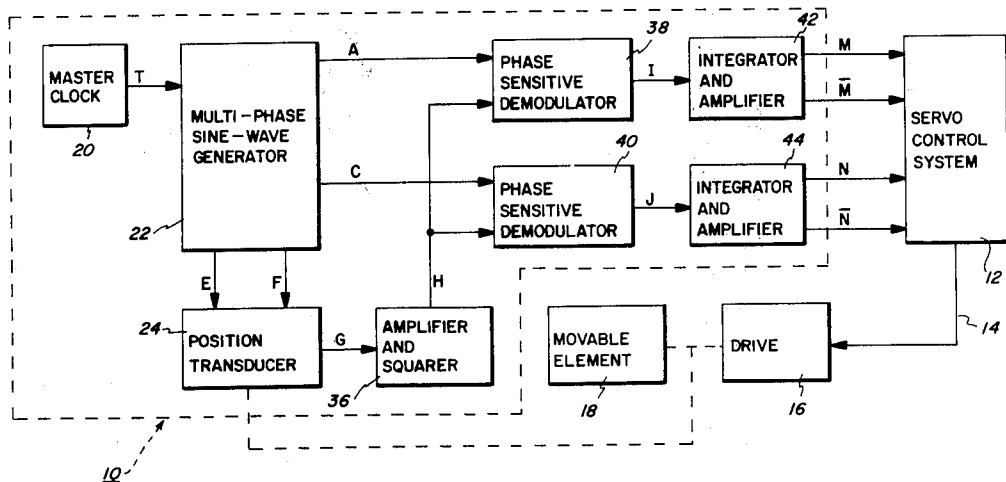 MASTER
CLOCK
20
T
MULTI-PHASE
SINE-WAVE
GENERATOR
22
A
C
E
F
PHASE
SENSITIVE
DEMODULATOR
38
I
INTEGRATOR
AND
AMPLIFIER
42
M
M̅
PHASE
SENSITIVE
DEMODULATOR
40
J
INTEGRATOR
AND
AMPLIFIER
44
N
N̅
SERVO
CONTROL
SYSTEM
12
14
24
POSITION
TRANSDUCER
G
H
AMPLIFIER
AND
SQUARER
36
MOVABLE
ELEMENT
18
DRIVE
16
10